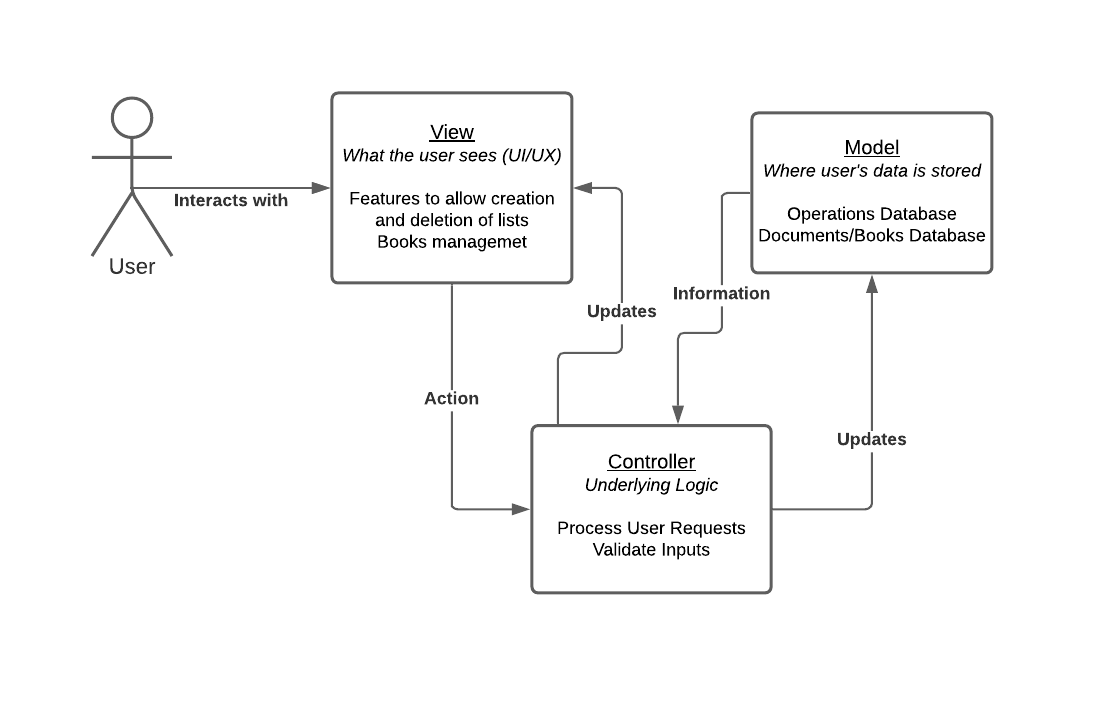 View
What the user sees (UI/UX)
Features to allow creation
and deletion of lists
Books managemet
Model
Where user's data is stored
Operations Database
Documents/Books Database
Interacts with
User
Information
Updates
Action
Updates
Controller
Underlying Logic
Process User Requests
Validate Inputs